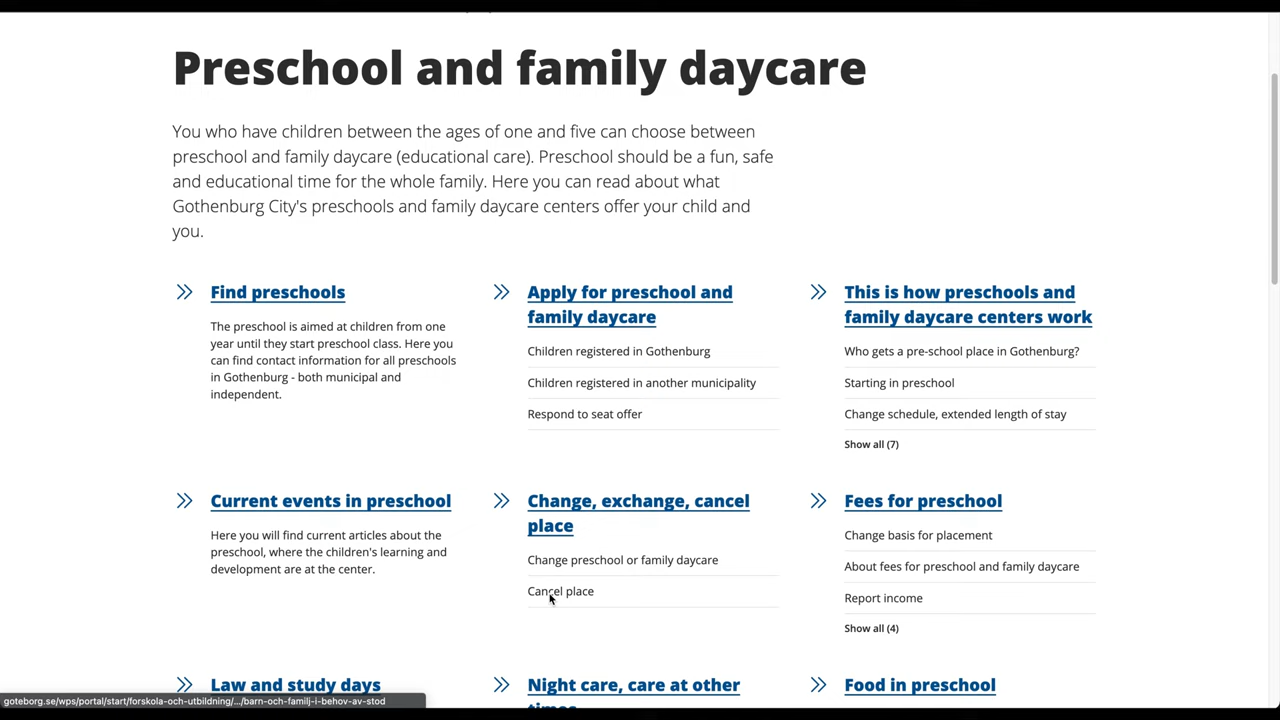 Preschool and family daycare
You who have children between the ages of one and five can choose between
preschool and family daycare (educational care). Preschool should be a fun, safe
and educational time for the whole family. Here you can read about what
Gothenburg City's preschools and family daycare centers offer your child and
you.
Find preschools
The preschool is aimed at children from one
year until they start preschool class. Here you
can find contact information for all preschools
in Gothenburg - both municipal and
independent.
Apply for preschool and
family daycare
Children registered in Gothenburg
Children registered in another municipality
Respond to seat offer
This is how preschools and
family daycare centers work
Who gets a pre-school place in Gothenburg?
Starting in preschool
Change schedule, extended length of stay
Show all (7)
Current events in preschool
Here you will find current articles about the
preschool, where the children's learning and
development are at the center.
Change, exchange, cancel
place
Change preschool or family daycare
Cancel place
Fees for preschool
Change basis for placement
About fees for preschool and family daycare
Report income
Show all (4)
Law and study days
Night care, care at other
times
Food in preschool
goteborg.se/wps/portal/start/forskola-och-utbildning/.../barn-och-familj-i-behov-av-stod